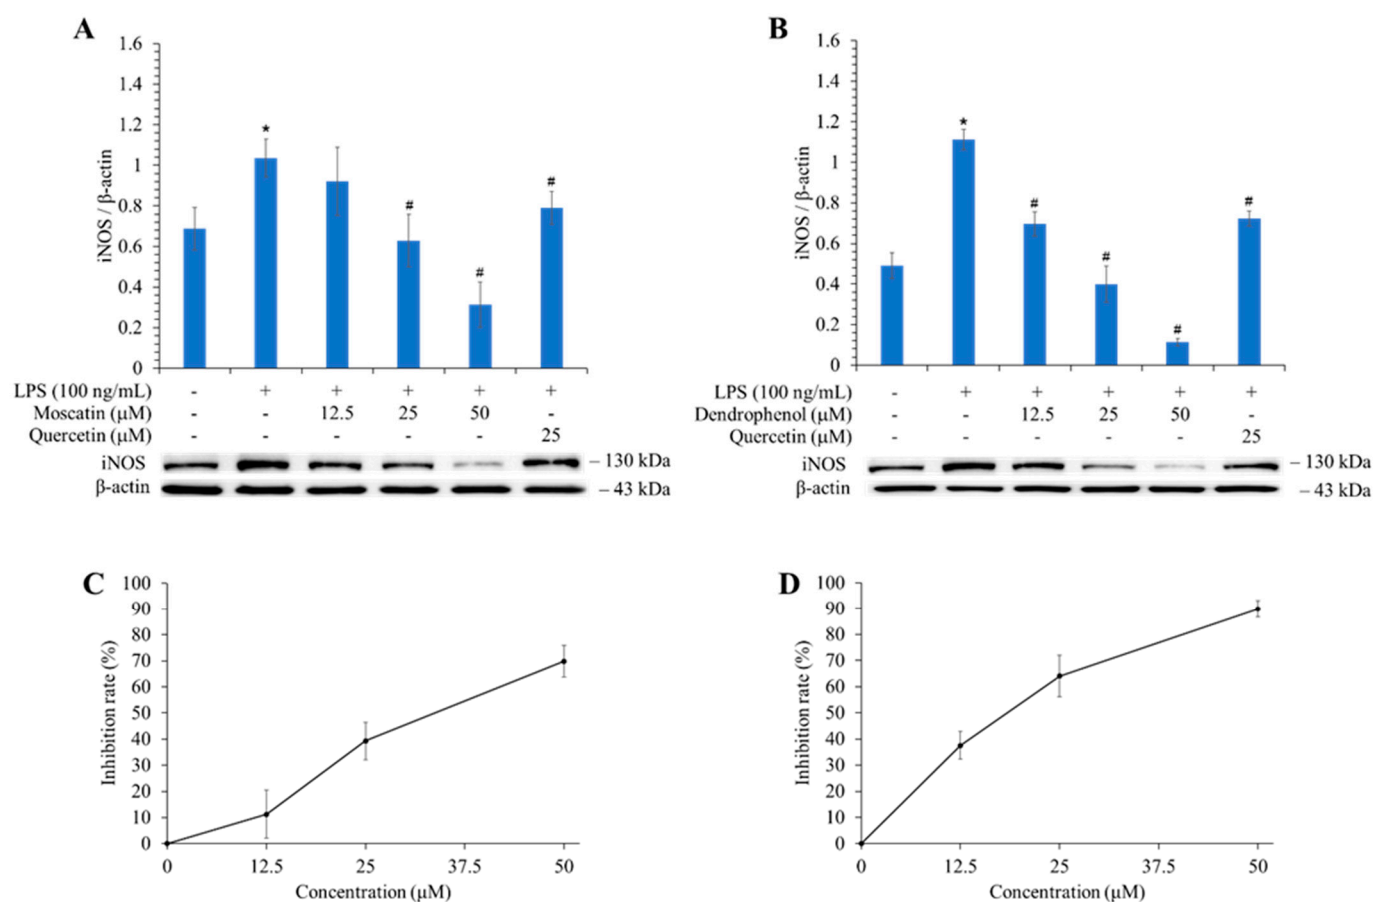 A
1.6
1.4
1.2
1
0.8
0.6
0.4
0.2
0
iNOS / β-actin
* # # #
LPS (100 ng/mL) - + + + + +
Moscatin (μM) - - 12.5 25 50 -
Quercetin (μM) - - - - - 25
iNOS – 130 kDa
β-actin – 43 kDa
B
1.6
1.4
1.2
1
0.8
0.6
0.4
0.2
0
iNOS / β-actin
* # # # #
LPS (100 ng/mL) - + + + + +
Dendrophenol (μM) - - 12.5 25 50 -
Quercetin (μM) - - - - - 25
iNOS – 130 kDa
β-actin – 43 kDa
C
100
90
80
70
60
50
40
30
20
10
0
Inhibition rate (%)
0 12.5 25 37.5 50
Concentration (μM)
D
100
90
80
70
60
50
40
30
20
10
0
Inhibition rate (%)
0 12.5 25 37.5 50
Concentration (μM)